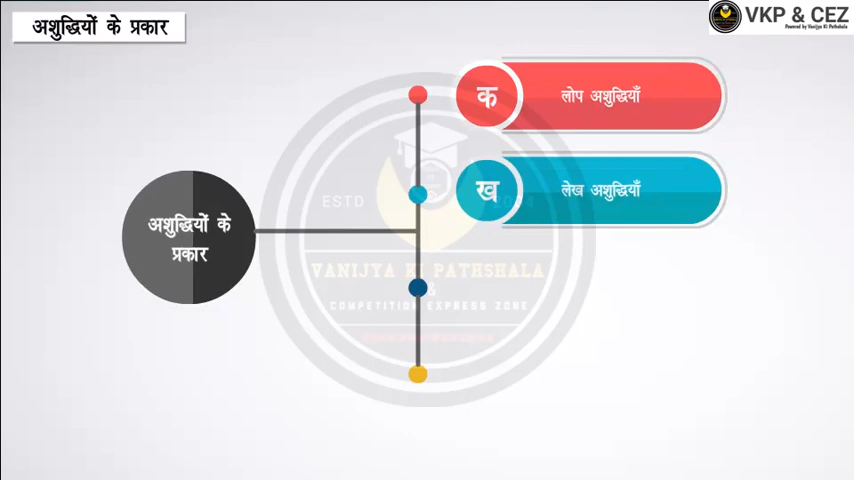 अशुद्धियों के प्रकार
VKP & CEZ
Powered by Vanijya Ki Pathshala
क
लोप अशुद्धियाँ
ख
लेख अशुद्धियाँ
अशुद्धियों के
प्रकार
ESTD
VANIJYA KI PATHSHALA
&
COMPETITION EXPRESS ZONE